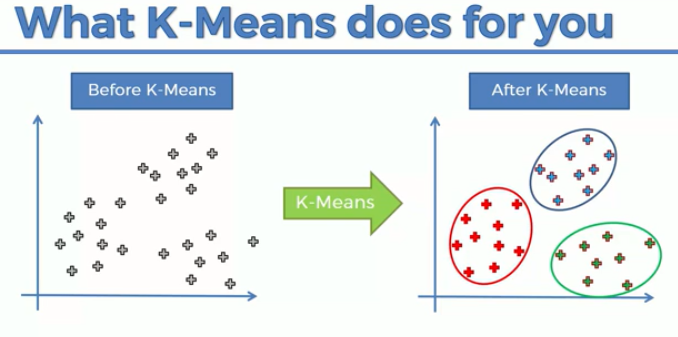 What K-Means does for you
Before K-Means
After K-Means
K-Means